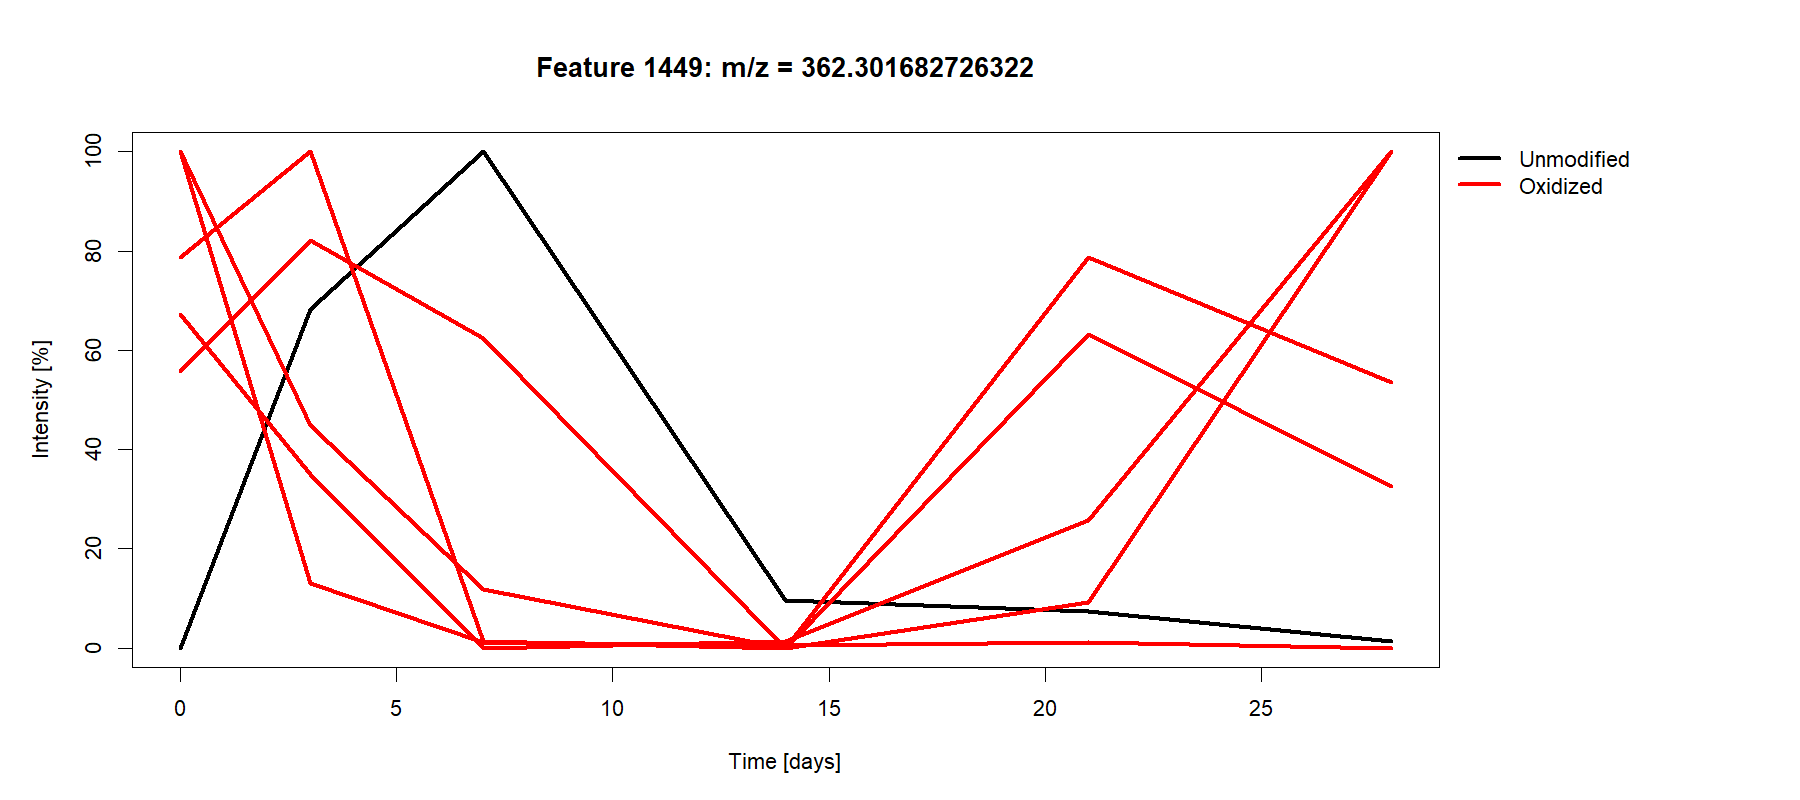 Feature 1449: m/z = 362.301682726322
Unmodified
Oxidized
Intensity [%]
100
80
60
40
20
0
0 5 10 15 20 25
Time [days]